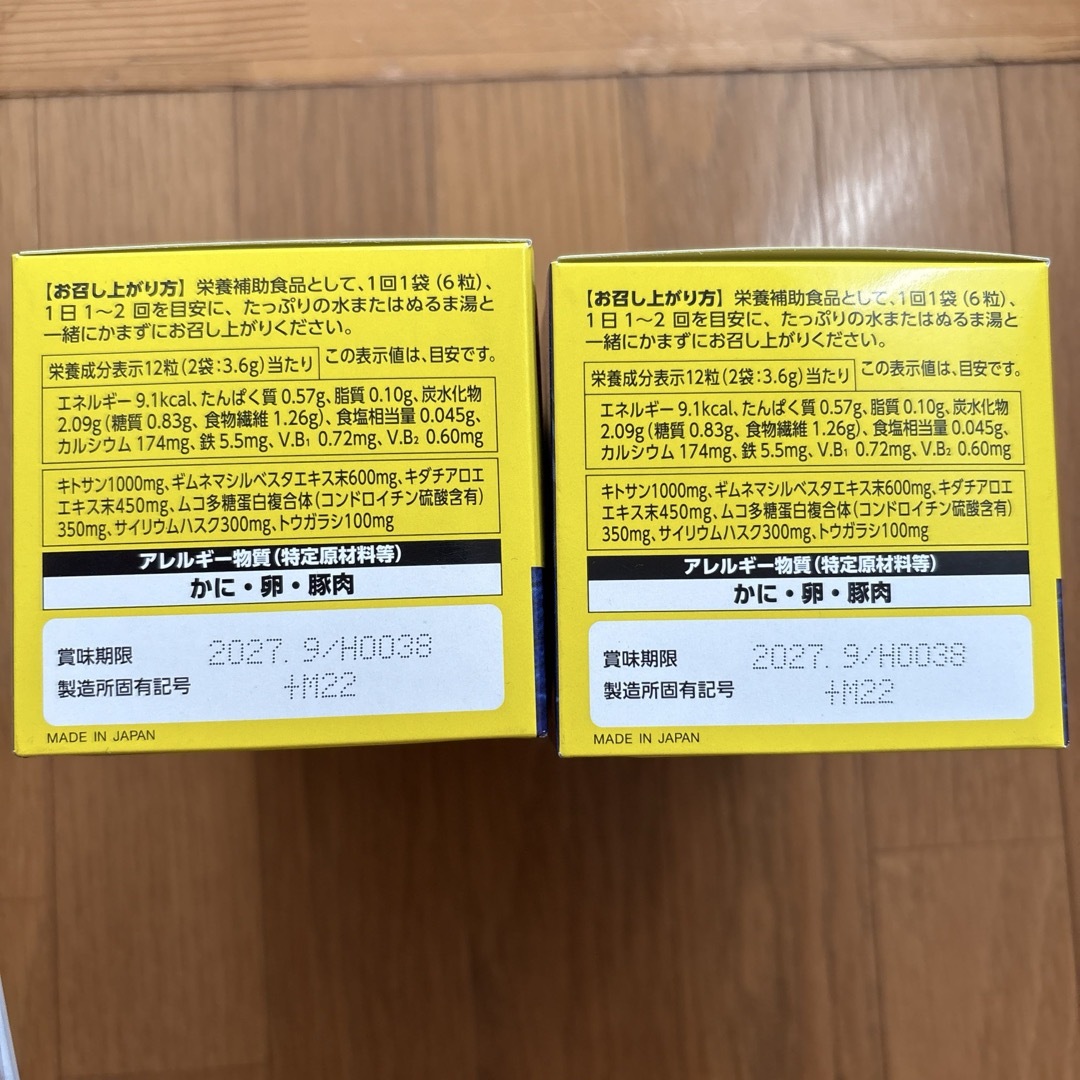 【お召し上がり方】栄養補助食品として、1回1袋(6粒)、
1日1～2回を目安に、たっぷりの水またはぬるま湯と
一緒にかまずにお召し上がりください。
栄養成分表示12粒(2袋:3.6g)当たり この表示値は、目安です。
エネルギー 9.1kcal、たんぱく質 0.57g、脂質 0.10g、炭水化物
2.09g(糖質 0.83g、食物繊維 1.26g)、食塩相当量 0.045g、
カルシウム 174mg、鉄 5.5mg、V.B₁ 0.72mg、V.B₂ 0.60mg
キトサン1000mg、ギムネマシルベスタエキス末600mg、キダチアロエ
エキス末450mg、ムコ多糖蛋白複合体(コンドロイチン硫酸含有)
350mg、サイリウムハスク300mg、トウガラシ100mg
アレルギー物質(特定原材料等)
かに・卵・豚肉
賞味期限 2027. 9/H0038
製造所固有記号 +M22
MADE IN JAPAN
【お召し上がり方】栄養補助食品として、1回1袋(6粒)、
1日1～2回を目安に、たっぷりの水またはぬるま湯と
一緒にかまずにお召し上がりください。
栄養成分表示12粒(2袋:3.6g)当たり この表示値は、目安です。
エネルギー 9.1kcal、たんぱく質 0.57g、脂質 0.10g、炭水化物
2.09g(糖質 0.83g、食物繊維 1.26g)、食塩相当量 0.045g、
カルシウム 174mg、鉄 5.5mg、V.B₁ 0.72mg、V.B₂ 0.60mg
キトサン1000mg、ギムネマシルベスタエキス末600mg、キダチアロエ
エキス末450mg、ムコ多糖蛋白複合体(コンドロイチン硫酸含有)
350mg、サイリウムハスク300mg、トウガラシ100mg
アレルギー物質(特定原材料等)
かに・卵・豚肉
賞味期限 2027. 9/H0038
製造所固有記号 +M22
MADE IN JAPAN